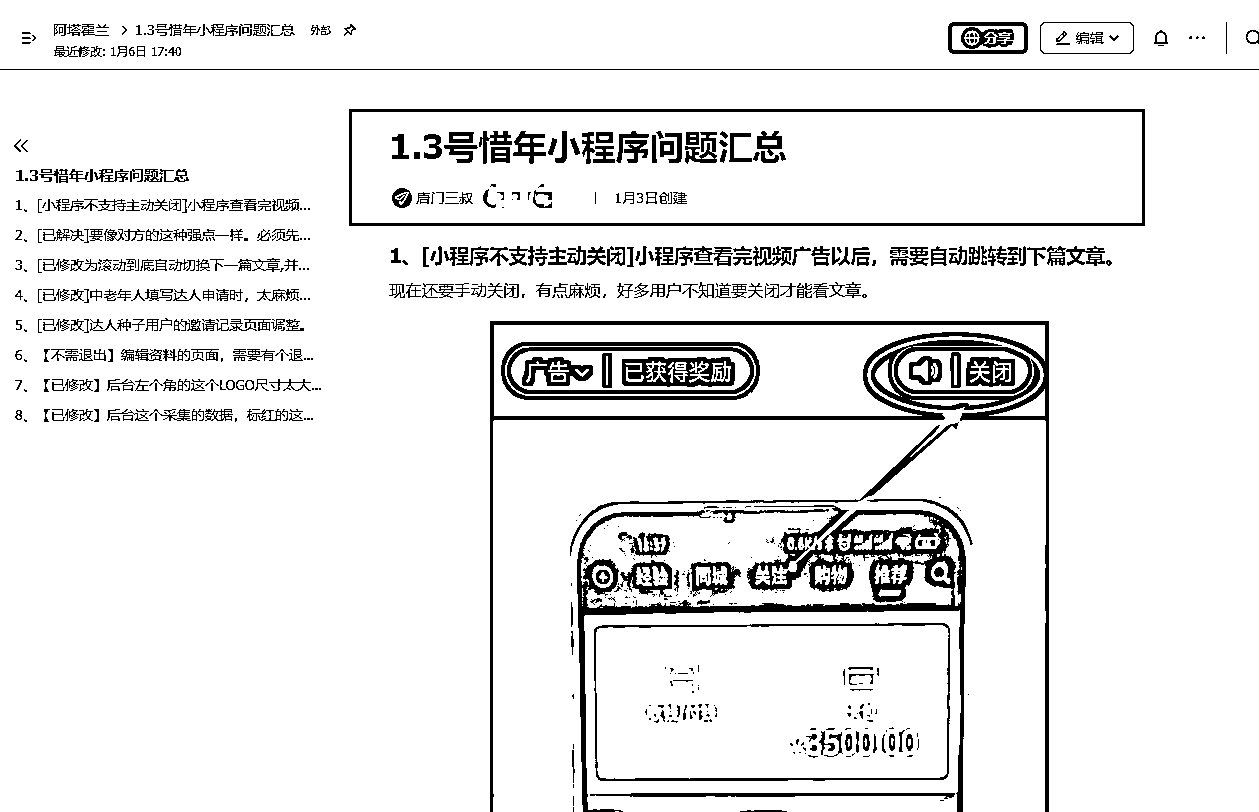 阿塔霍兰 > 1.3号惜年小程序问题汇总 外部
最近修改: 1月6日 17:40
分享
编辑
1.3号惜年小程序问题汇总
1、[小程序不支持主动关闭]小程序查看完视频...
2、[已解决]要像对方的这种强点一样。必须先...
3、[已修改为滚动到底自动切换下一篇文章,并...
4、[已修改]中老年人填写达人申请时，太麻烦...
5、[已修改]达人种子用户的邀请记录页面调整。
6、【不需退出】编辑资料的页面，需要有个退...
7、【已修改】后台左个角的这个LOGO尺寸太大...
8、【已修改】后台这个采集的数据，标红的这...
1.3号惜年小程序问题汇总
唐门三叔
1月3日创建
1、[小程序不支持主动关闭]小程序查看完视频广告以后，需要自动跳转到下篇文章。
现在还要手动关闭，有点麻烦，好多用户不知道要关闭才能看文章。
广告 | 已获得奖励
关闭
经验 同城 关注 购物 推荐
3500.00